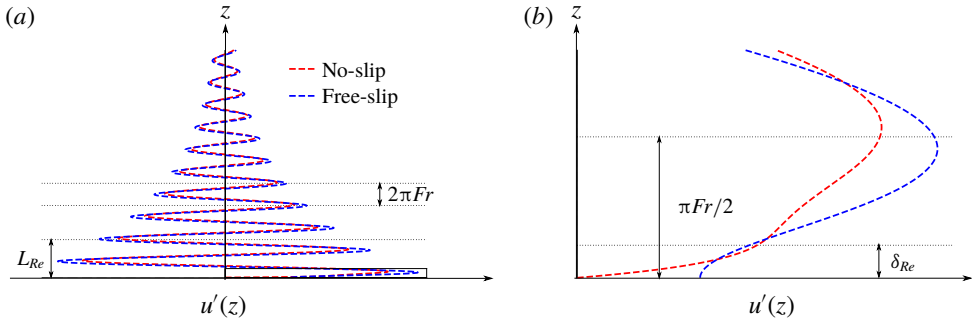 (a)
z
No-slip
Free-slip
2πFr
L_Re
u′(z)
(b)
z
πFr/2
δ_Re
u′(z)